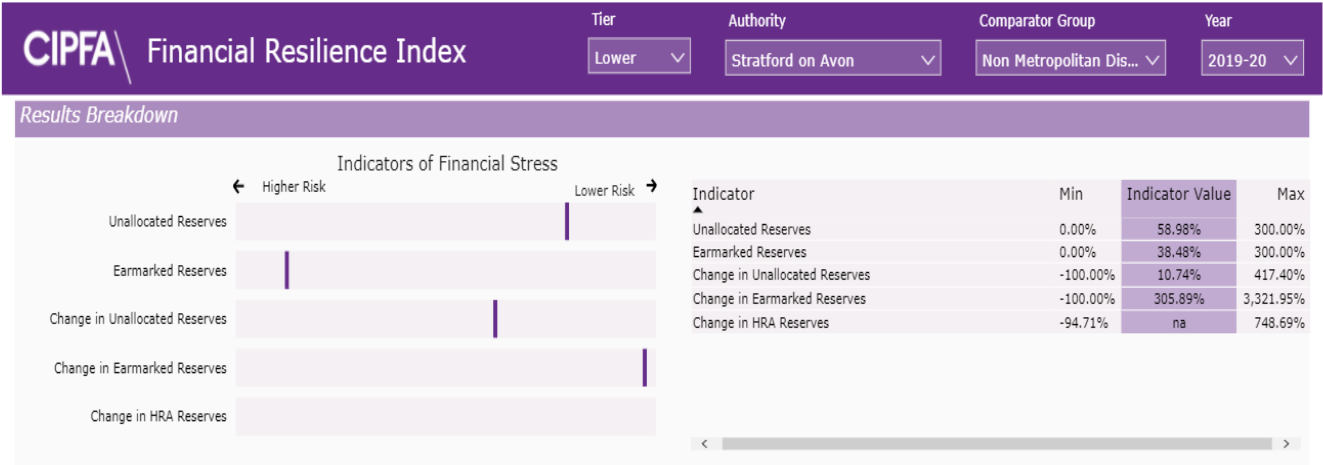 CIPFA\ Financial Resilience Index
Tier
Lower
Authority
Stratford on Avon
Comparator Group
Non Metropolitan Dis...
Year
2019-20
Results Breakdown
Indicators of Financial Stress
Higher Risk
Lower Risk
Unallocated Reserves
Earmarked Reserves
Change in Unallocated Reserves
Change in Earmarked Reserves
Change in HRA Reserves
Indicator Min Indicator Value Max
Unallocated Reserves 0.00% 58.98% 300.00%
Earmarked Reserves 0.00% 38.48% 300.00%
Change in Unallocated Reserves -100.00% 10.74% 417.40%
Change in Earmarked Reserves -100.00% 305.89% 3,321.95%
Change in HRA Reserves -94.71% na 748.69%